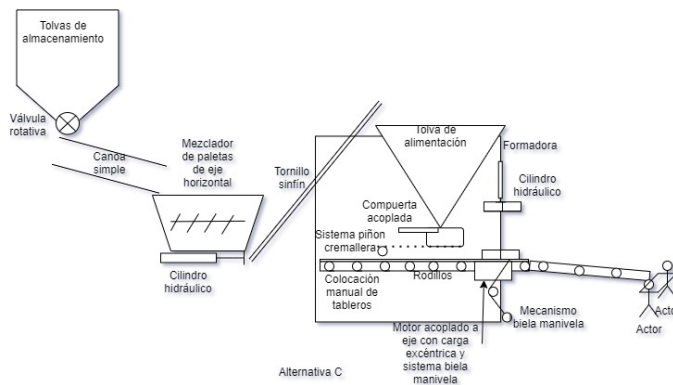 Tolvas de
almacenamiento
Válvula
rotativa
Canoa
simple
Mezclador
de paletas
de eje
horizontal
Cilindro
hidráulico
Tornillo
sinfín
Tolva de
alimentación
Formadora
Cilindro
hidráulico
Compuerta
acoplada
Sistema piñon
cremallera
Colocación
manual de
tableros
Rodillos
Motor acoplado a
eje con carga
excéntrica y
sistema biela
manivela
Mecanismo
biela manivela
Actor
Actor
Alternativa C